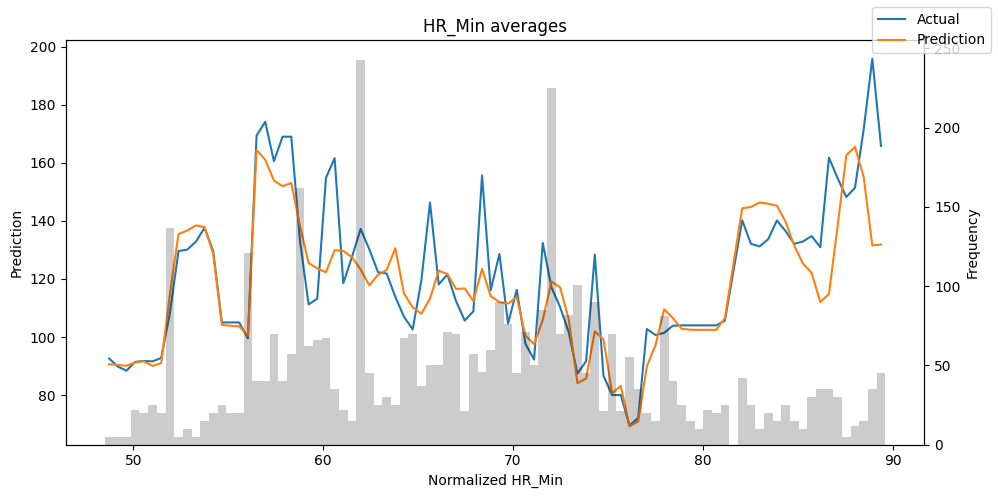 HR_Min averages
Actual
Prediction
Prediction
200
180
160
140
120
100
80
250
200
150
100
50
0
Frequency
50 60 70 80 90
Normalized HR_Min